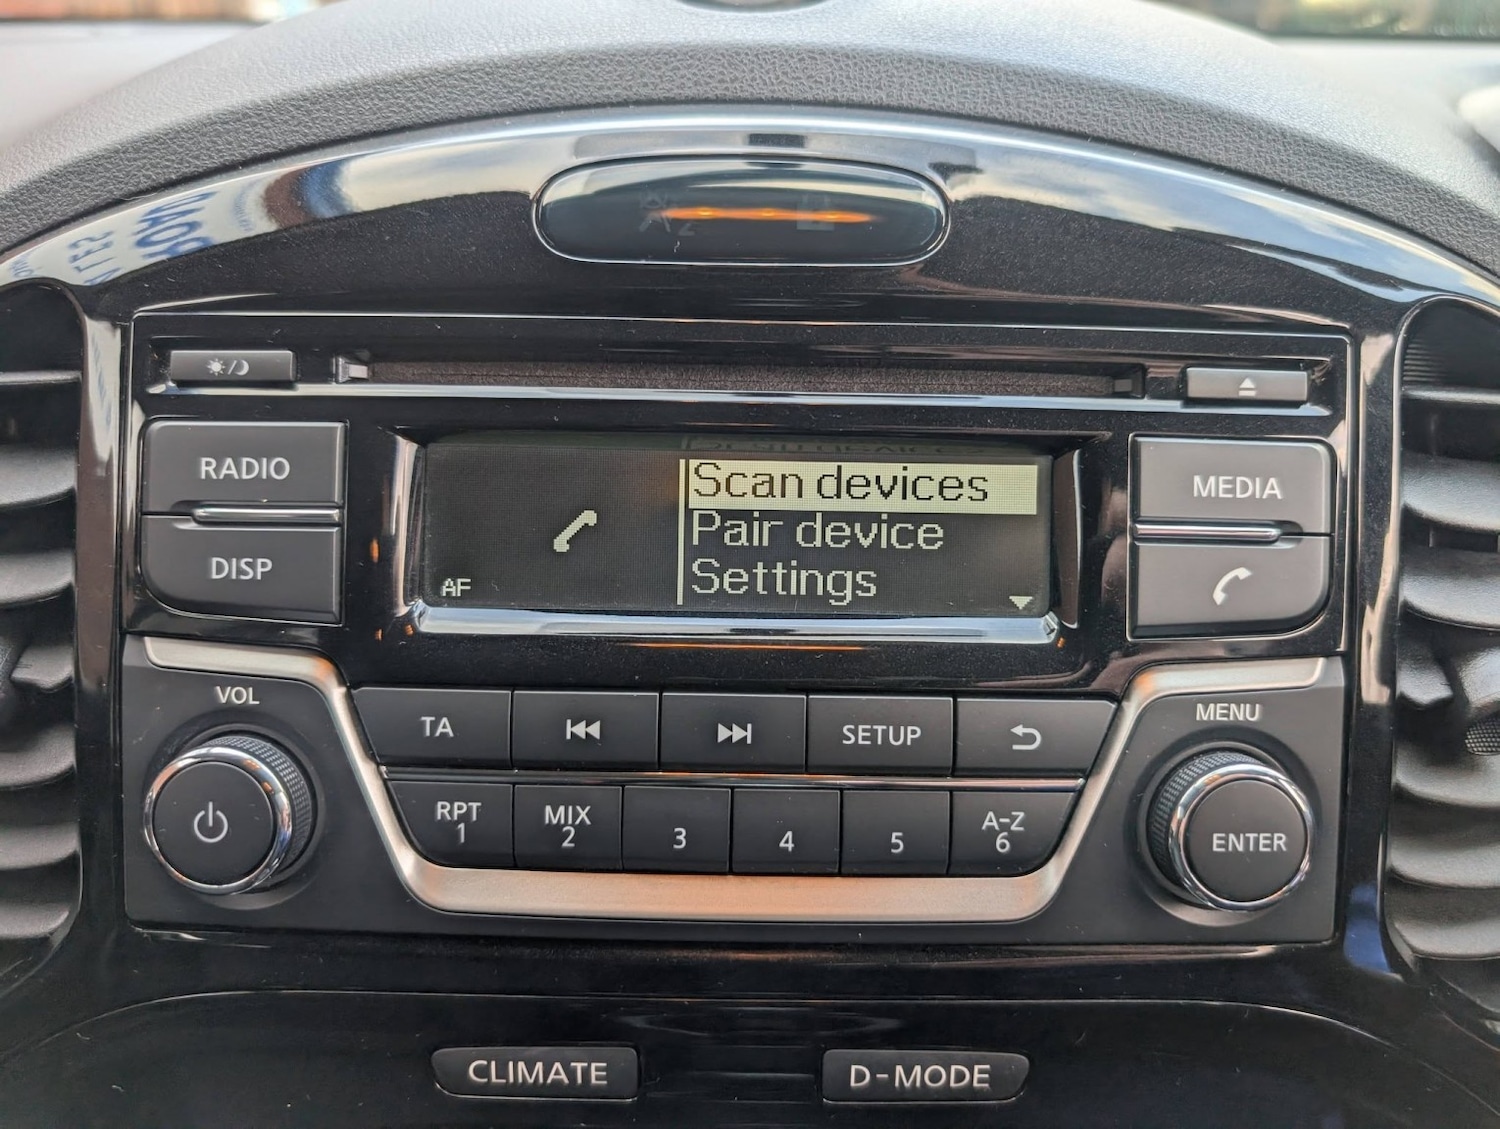 RADIO
DISP
AF
Scan devices
Pair device
Settings
MEDIA
VOL
TA
SETUP
MENU
RPT
1
MIX
2
3
4
5
A-Z
6
ENTER
CLIMATE
D-MODE